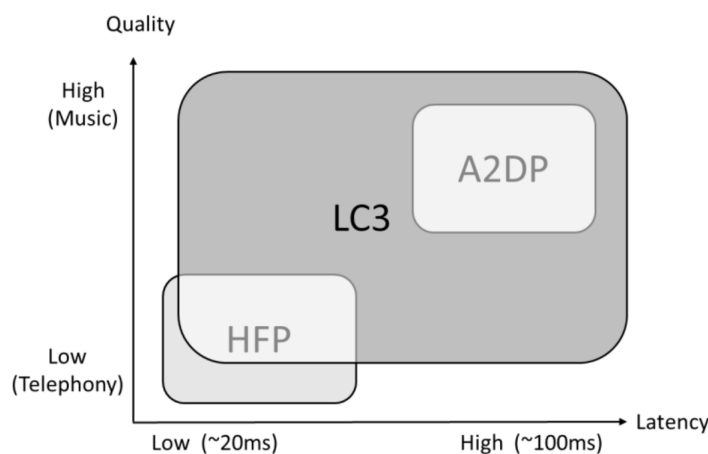 Quality
High
(Music)
A2DP
LC3
HFP
Low
(Telephony)
Latency
Low (~20ms)
High (~100ms)